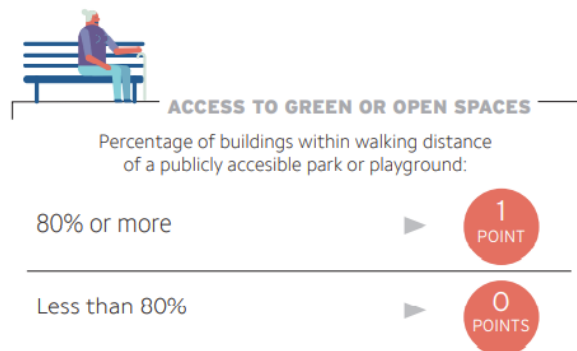 ACCESS TO GREEN OR OPEN SPACES
Percentage of buildings within walking distance
of a publicly accesible park or playground:
80% or more
1
POINT
Less than 80%
0
POINTS